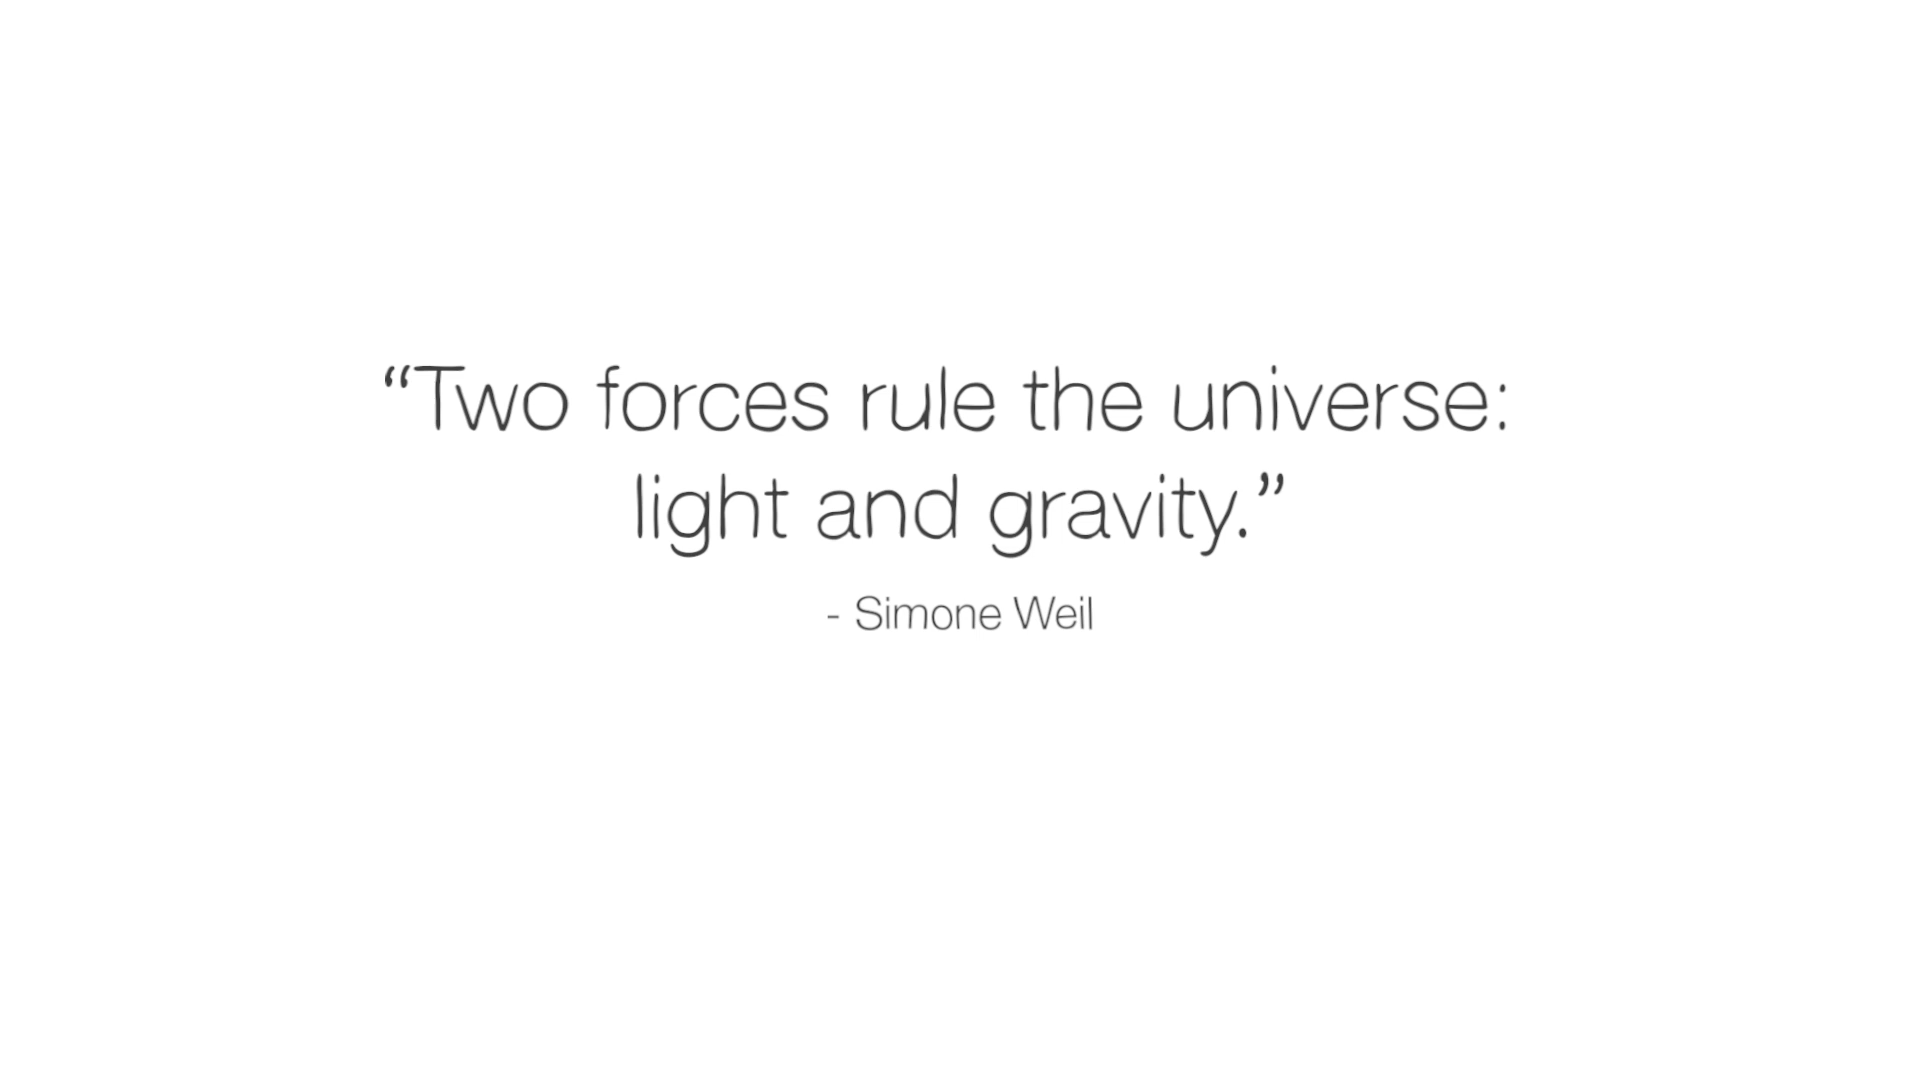 “Two forces rule the universe:
light and gravity.”
- Simone Weil